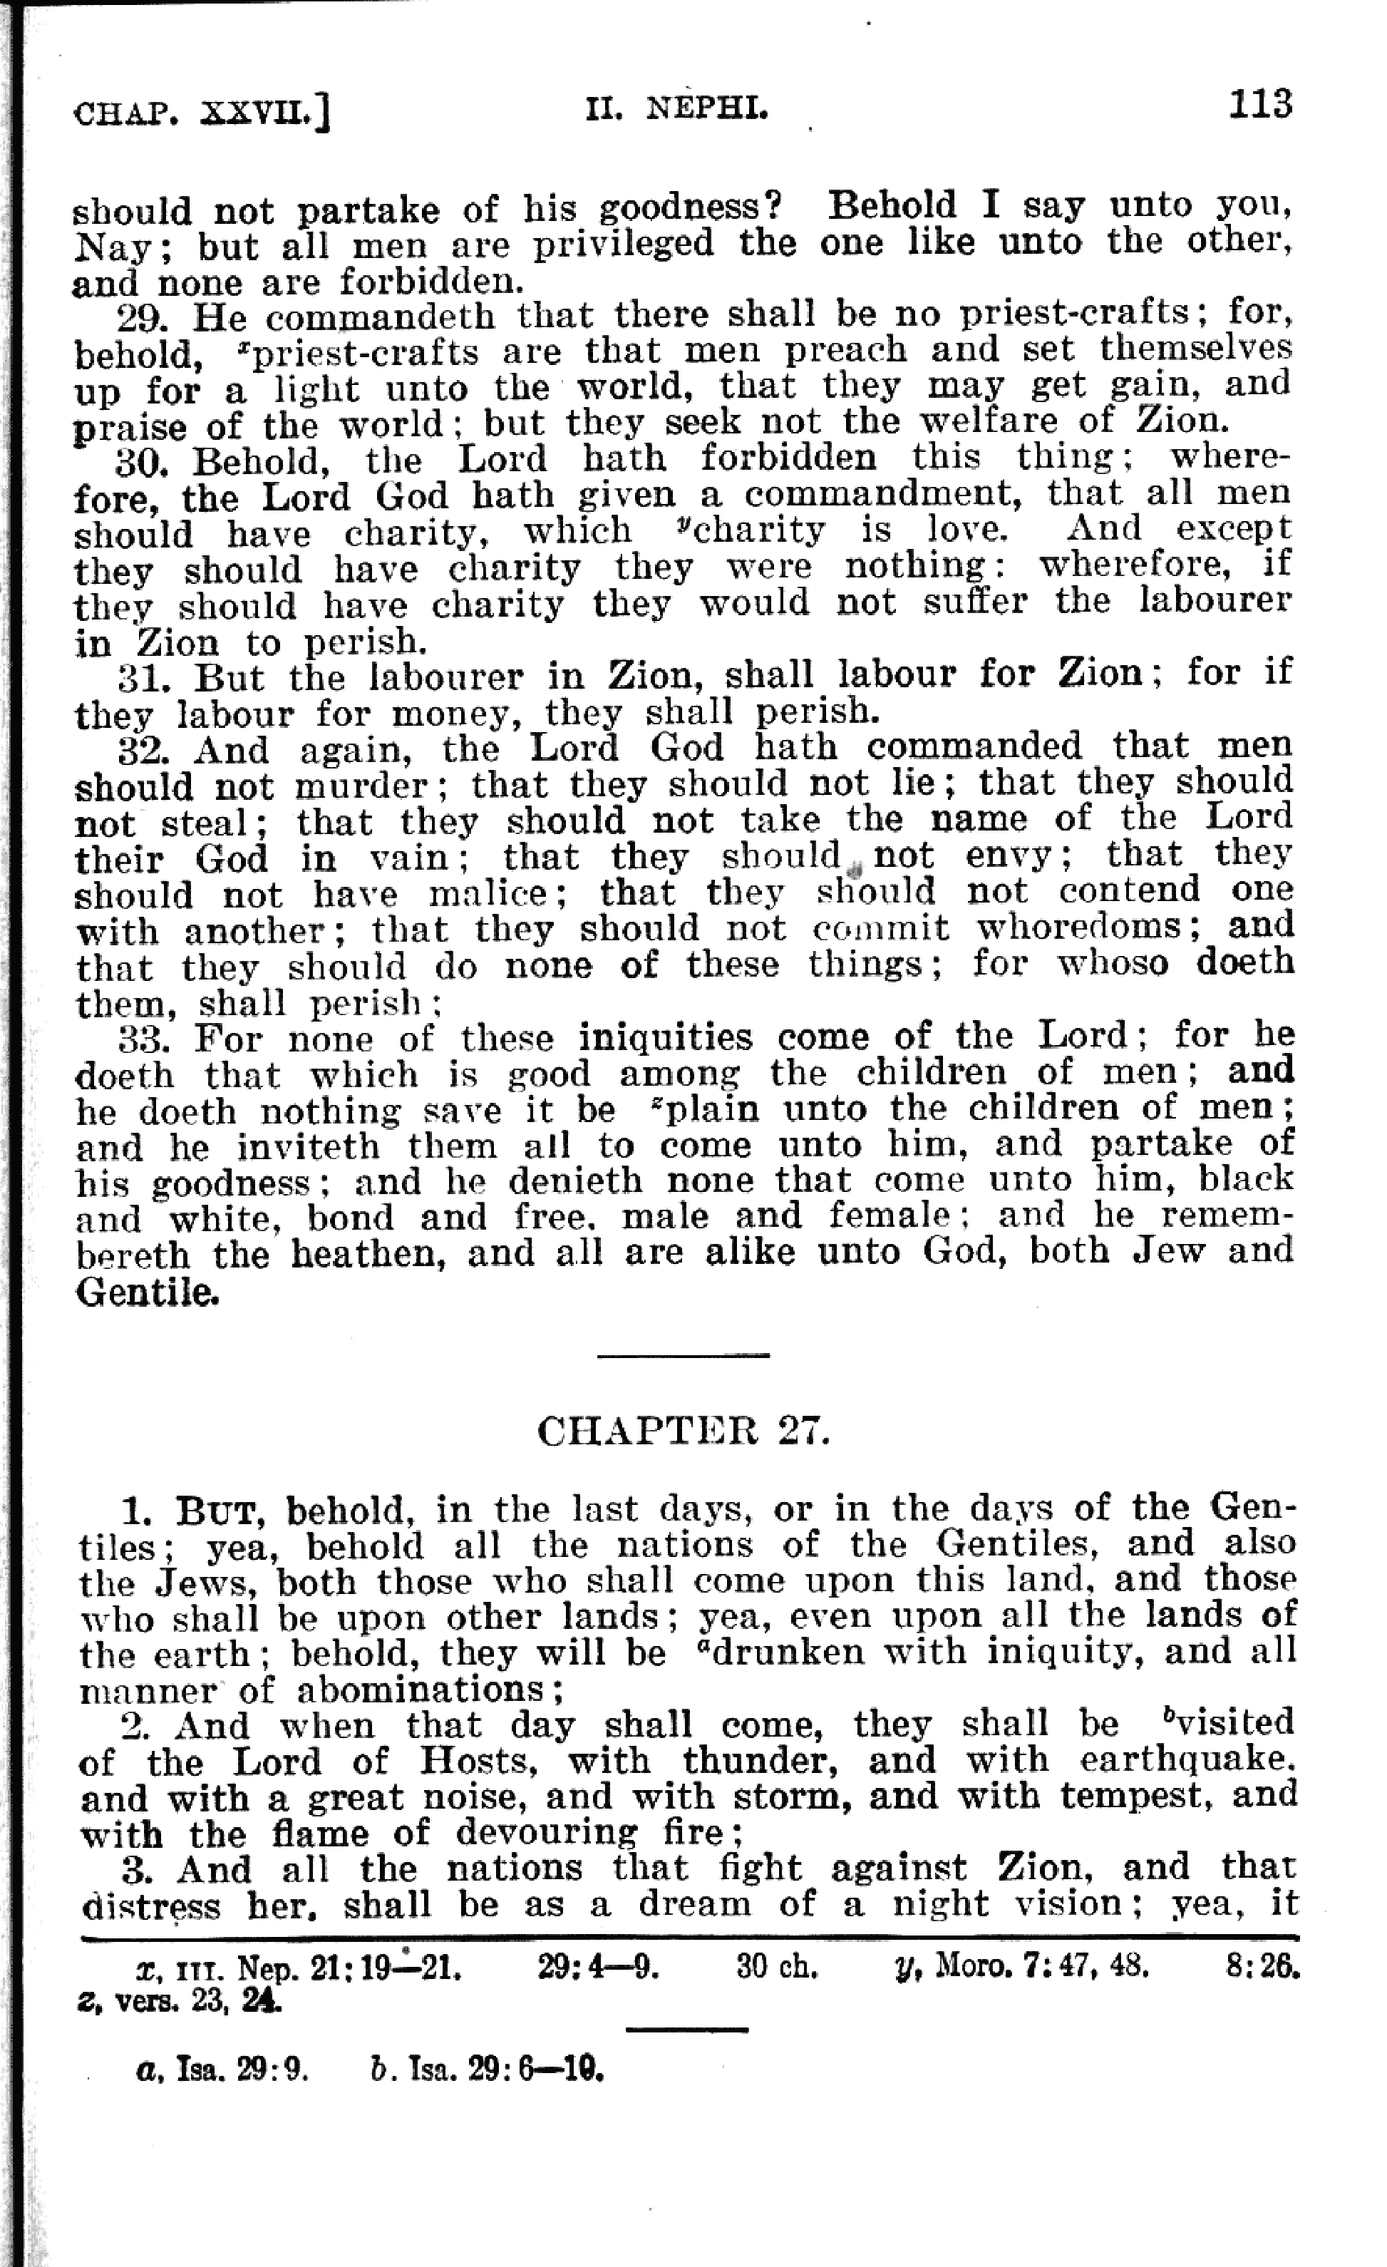 CHAP. XXVII.] II. NEPHI. 113
should not partake of his goodness? Behold I say unto you,
Nay; but all men are privileged the one like unto the other,
and none are forbidden.
29. He commandeth that there shall be no priest-crafts; for,
behold, xpriest-crafts are that men preach and set themselves
up for a light unto the world, that they may get gain, and
praise of the world; but they seek not the welfare of Zion.
30. Behold, the Lord hath forbidden this thing; where-
fore, the Lord God hath given a commandment, that all men
should have charity, which ycharity is love. And except
they should have charity they were nothing: wherefore, if
they should have charity they would not suffer the labourer
in Zion to perish.
31. But the labourer in Zion, shall labour for Zion; for if
they labour for money, they shall perish.
32. And again, the Lord God hath commanded that men
should not murder; that they should not lie; that they should
not steal; that they should not take the name of the Lord
their God in vain; that they should not envy; that they
should not have malice; that they should not contend one
with another; that they should not commit whoredoms; and
that they should do none of these things; for whoso doeth
them, shall perish:
33. For none of these iniquities come of the Lord; for he
doeth that which is good among the children of men; and
he doeth nothing save it be zplain unto the children of men;
and he inviteth them all to come unto him, and partake of
his goodness; and he denieth none that come unto him, black
and white, bond and free. male and female; and he remem-
bereth the heathen, and all are alike unto God, both Jew and
Gentile.
CHAPTER 27.
1. BUT, behold, in the last days, or in the days of the Gen-
tiles; yea, behold all the nations of the Gentiles, and also
the Jews, both those who shall come upon this land, and those
who shall be upon other lands; yea, even upon all the lands of
the earth; behold, they will be adrunken with iniquity, and all
manner of abominations;
2. And when that day shall come, they shall be bvisited
of the Lord of Hosts, with thunder, and with earthquake.
and with a great noise, and with storm, and with tempest, and
with the flame of devouring fire;
3. And all the nations that fight against Zion, and that
distress her. shall be as a dream of a night vision; yea, it
x, III. Nep. 21:19—21. 29:4—9. 30 ch. y, Moro. 7:47, 48. 8:26.
z, vers. 23, 24.
a, Isa. 29:9. b. Isa. 29:6—10.